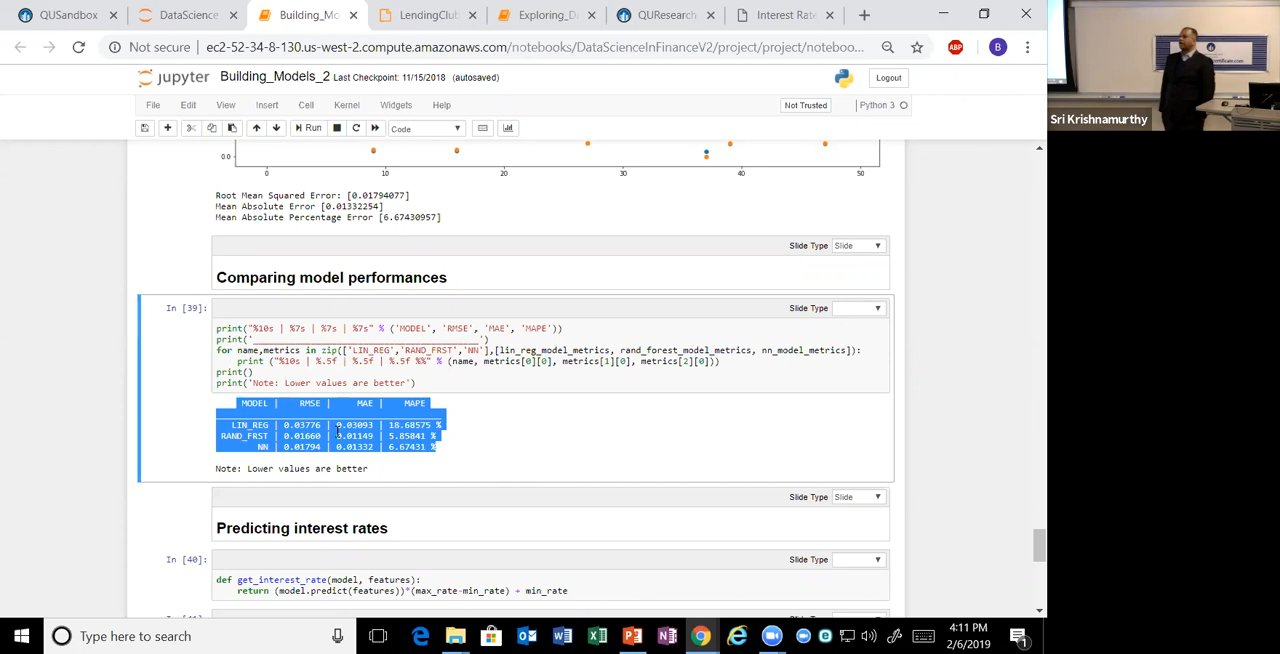 QUSandbox
DataScience
Building_Mo
LendingClub
Exploring_D
QUResearch
Interest Rate
Not secure
ec2-52-34-8-130.us-west-2.compute.amazonaws.com/notebooks/DataScienceInFinanceV2/project/project/noteboo...
ABP
B
jupyter
Building_Models_2 Last Checkpoint: 11/15/2018 (autosaved)
Logout
File Edit View Insert Cell Kernel Widgets Help
Not Trusted
Python 3
Run
Code
0.0
0 10 20 30 40 50
Root Mean Squared Error: [0.01794077]
Mean Absolute Error [0.01332254]
Mean Absolute Percentage Error [6.67430957]
Slide Type Slide
Comparing model performances
In [39]:
Slide Type
print("%10s | %7s | %7s | %7s" % ('MODEL', 'RMSE', 'MAE', 'MAPE'))
print('________________________________________')
for name,metrics in zip(['LIN_REG','RAND_FRST','NN'],[lin_reg_model_metrics, rand_forest_model_metrics, nn_model_metrics]):
print ("%10s | %.5f | %.5f | %.5f %%" % (name, metrics[0][0], metrics[1][0], metrics[2][0]))
print()
print('Note: Lower values are better')
MODEL | RMSE | MAE | MAPE
LIN_REG | 0.03776 | 0.03093 | 18.68575 %
RAND_FRST | 0.01660 | 0.01149 | 5.85841 %
NN | 0.01794 | 0.01332 | 6.67431 %
Note: Lower values are better
Slide Type Slide
Predicting interest rates
In [40]:
Slide Type
def get_interest_rate(model, features):
return (model.predict(features))*(max_rate-min_rate) + min_rate
Slide Type
Sri Krishnamurthy
Type here to search
4:11 PM
2/6/2019
1